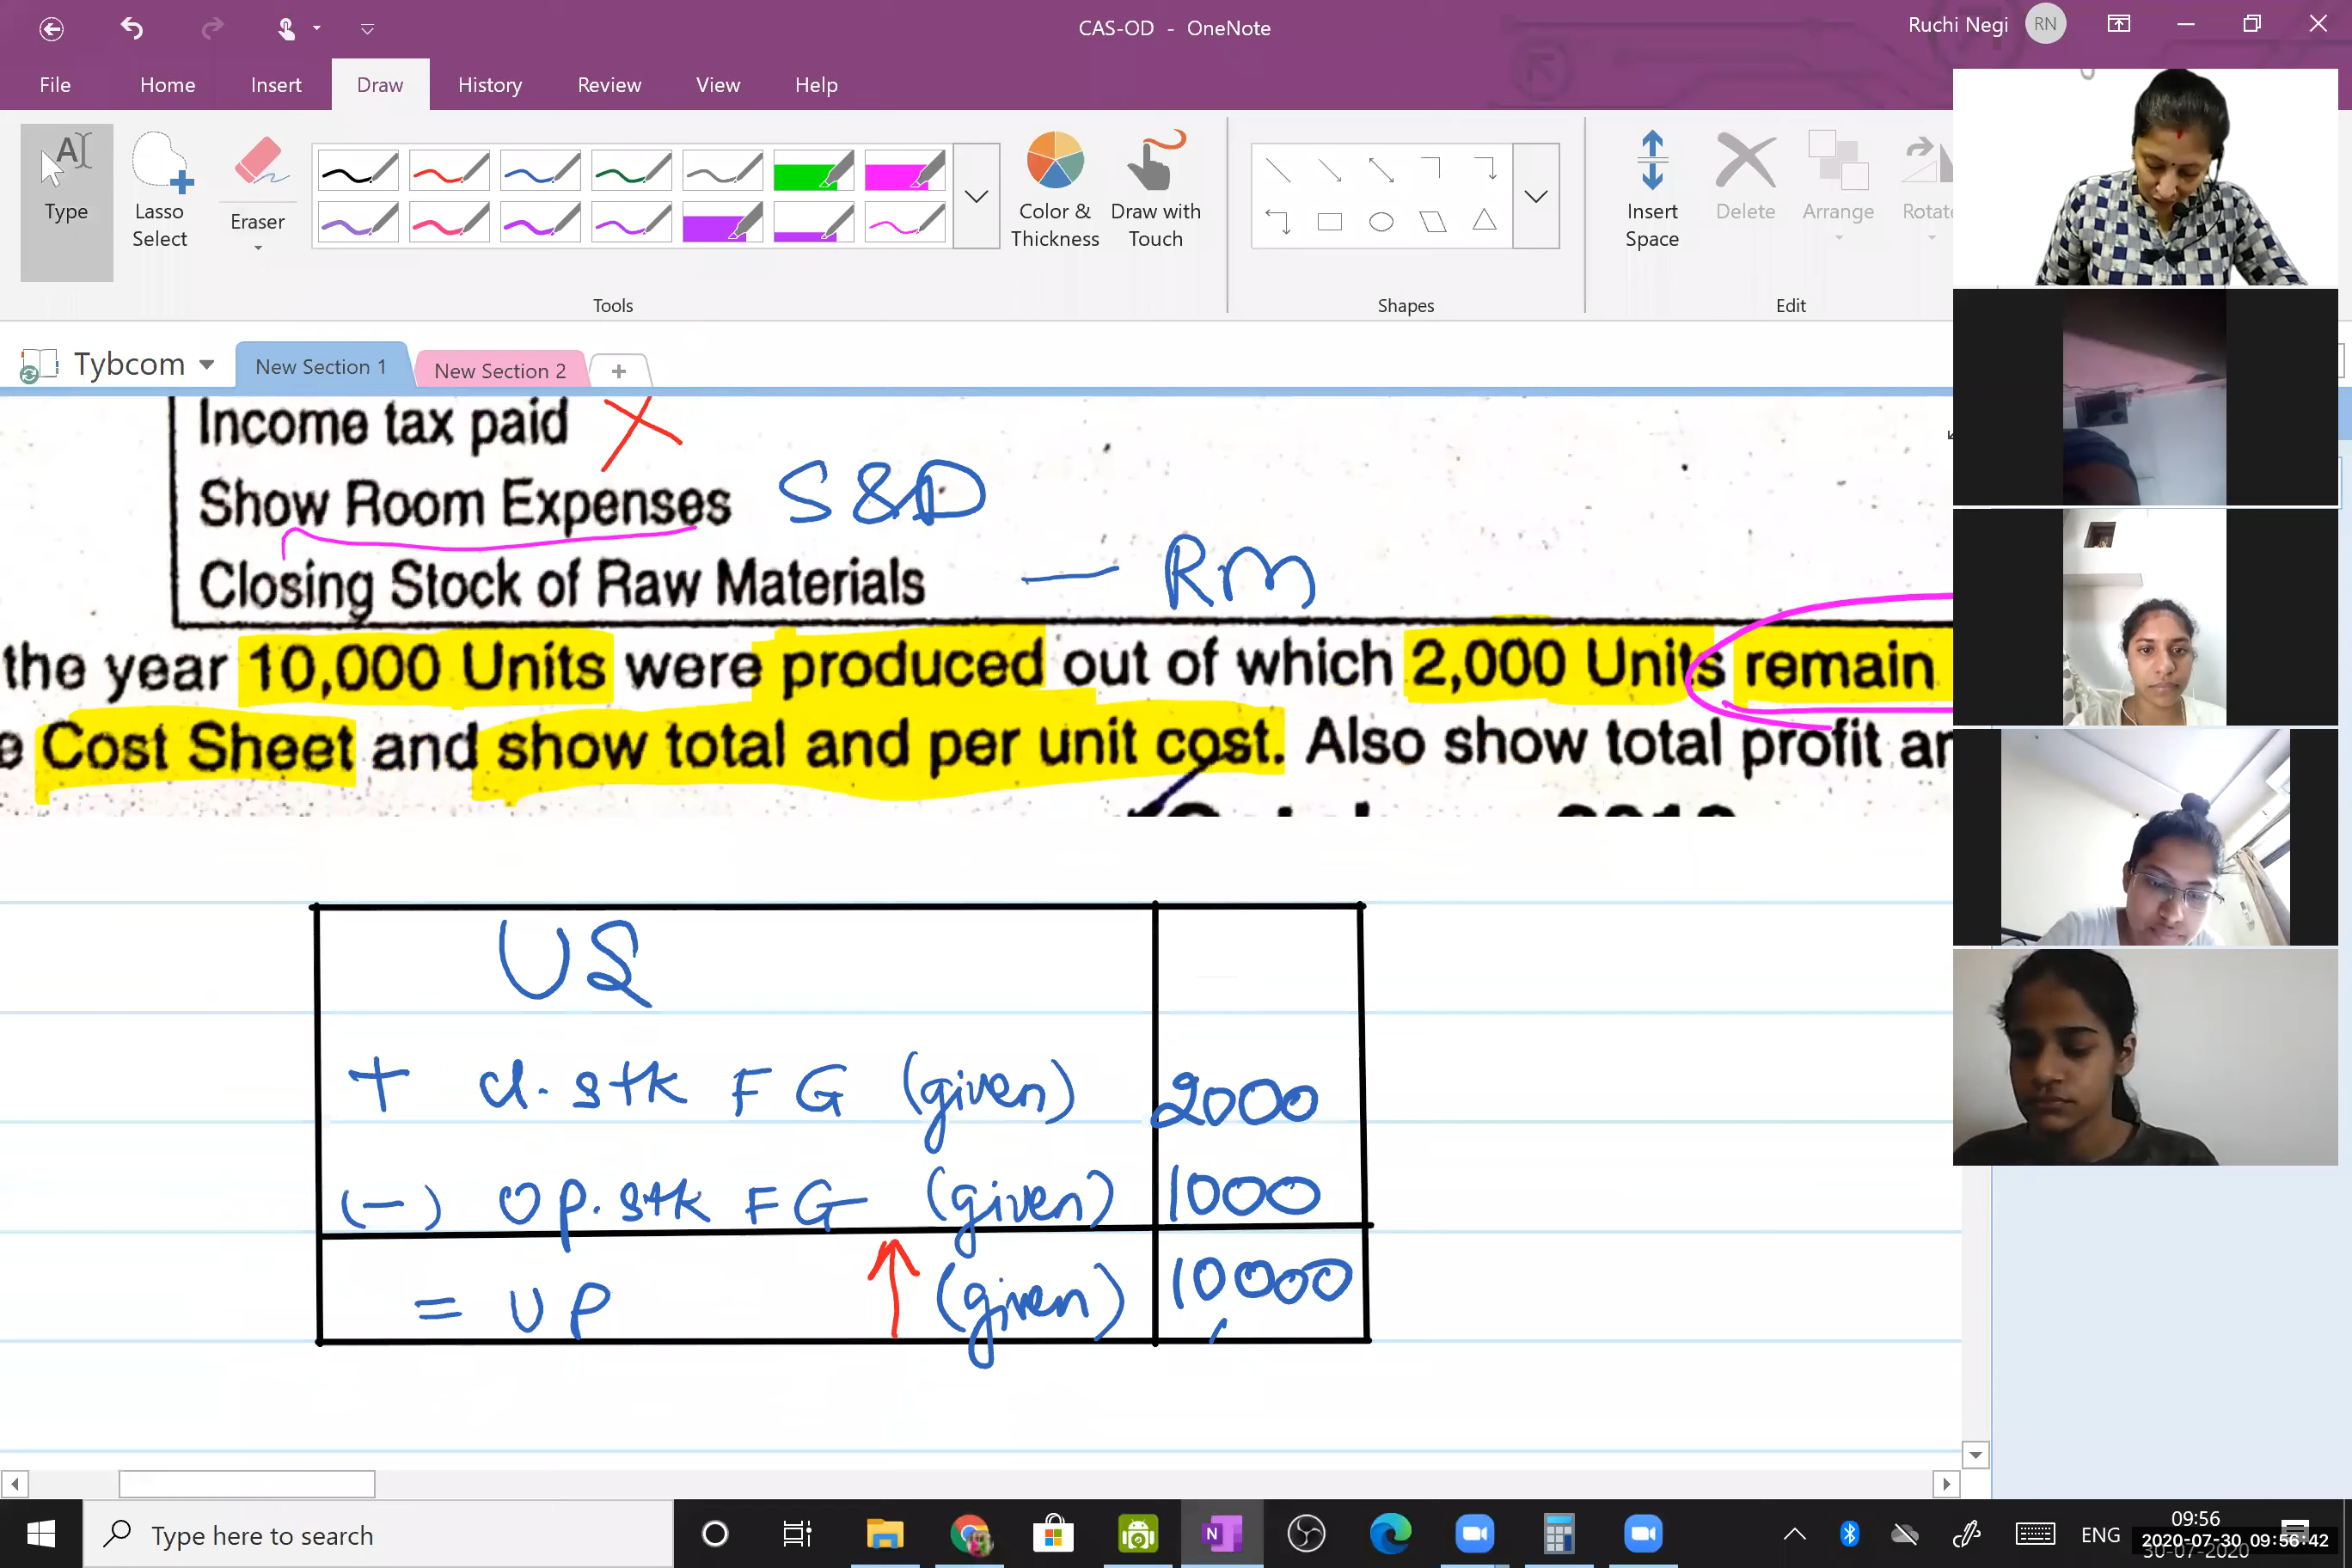 CAS-OD - OneNote
Ruchi Negi RN
File Home Insert Draw History Review View Help
Type
Lasso Select
Eraser
Color & Thickness
Draw with Touch
Insert Space
Delete
Arrange
Rotate
Tools
Shapes
Edit
Tybcom New Section 1 New Section 2 +
Income tax paid X
Show Room Expenses S&D
Closing Stock of Raw Materials — RM
the year 10,000 Units were produced out of which 2,000 Units remain
e Cost Sheet and show total and per unit cost. Also show total profit an
US
+ cl. stk FG (given) 2000
(-) op. stk FG (given) 1000
= UP (given) 10000
Type here to search
ENG
09:56
30-07-2020
2020-07-30 09:56:42